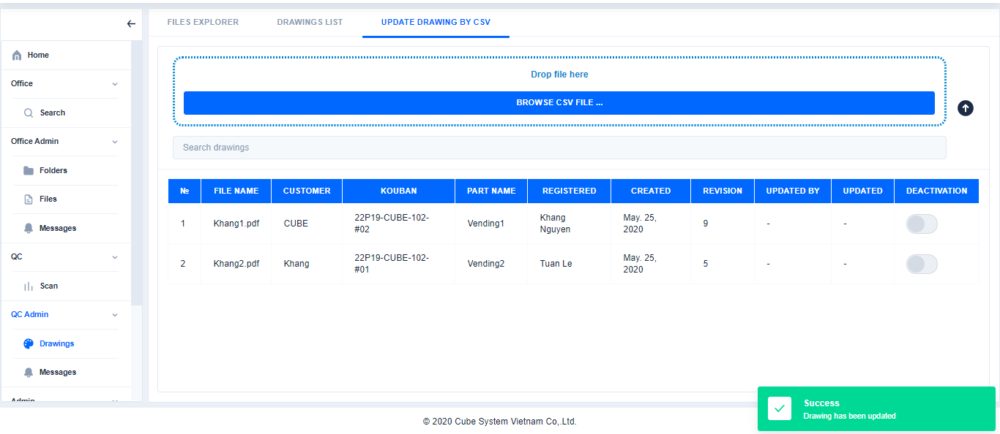 FILES EXPLORER
DRAWINGS LIST
UPDATE DRAWING BY CSV
Home
Office
Search
Office Admin
Folders
Files
Messages
QC
Scan
QC Admin
Drawings
Messages
Admin
Drop file here
BROWSE CSV FILE ...
Search drawings
№ FILE NAME CUSTOMER KOUBAN PART NAME REGISTERED CREATED REVISION UPDATED BY UPDATED DEACTIVATION
1 Khang1.pdf CUBE 22P19-CUBE-102-#02 Vending1 Khang Nguyen May. 25, 2020 9 - -
2 Khang2.pdf Khang 22P19-CUBE-102-#01 Vending2 Tuan Le May. 25, 2020 5 - -
Success
Drawing has been updated
© 2020 Cube System Vietnam Co,.Ltd.